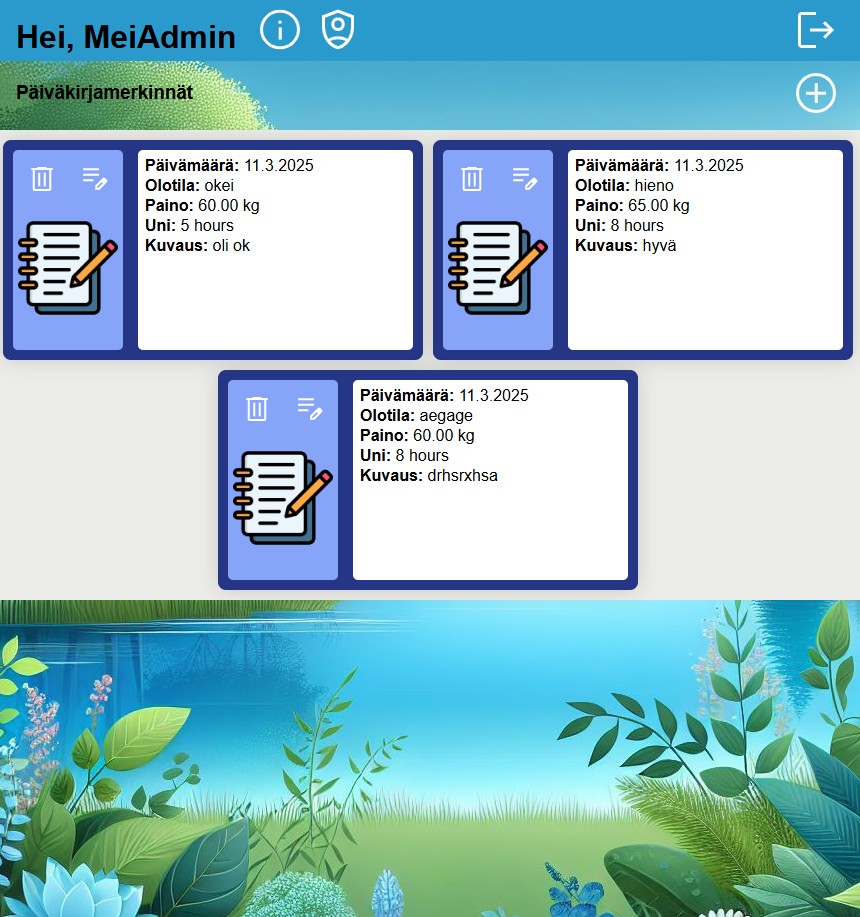 Hei, MeiAdmin
Päiväkirjamerkinnät
Päivämäärä: 11.3.2025
Olotila: okei
Paino: 60.00 kg
Uni: 5 hours
Kuvaus: oli ok
Päivämäärä: 11.3.2025
Olotila: hieno
Paino: 65.00 kg
Uni: 8 hours
Kuvaus: hyvä
Päivämäärä: 11.3.2025
Olotila: aegage
Paino: 60.00 kg
Uni: 8 hours
Kuvaus: drhsrxhsa